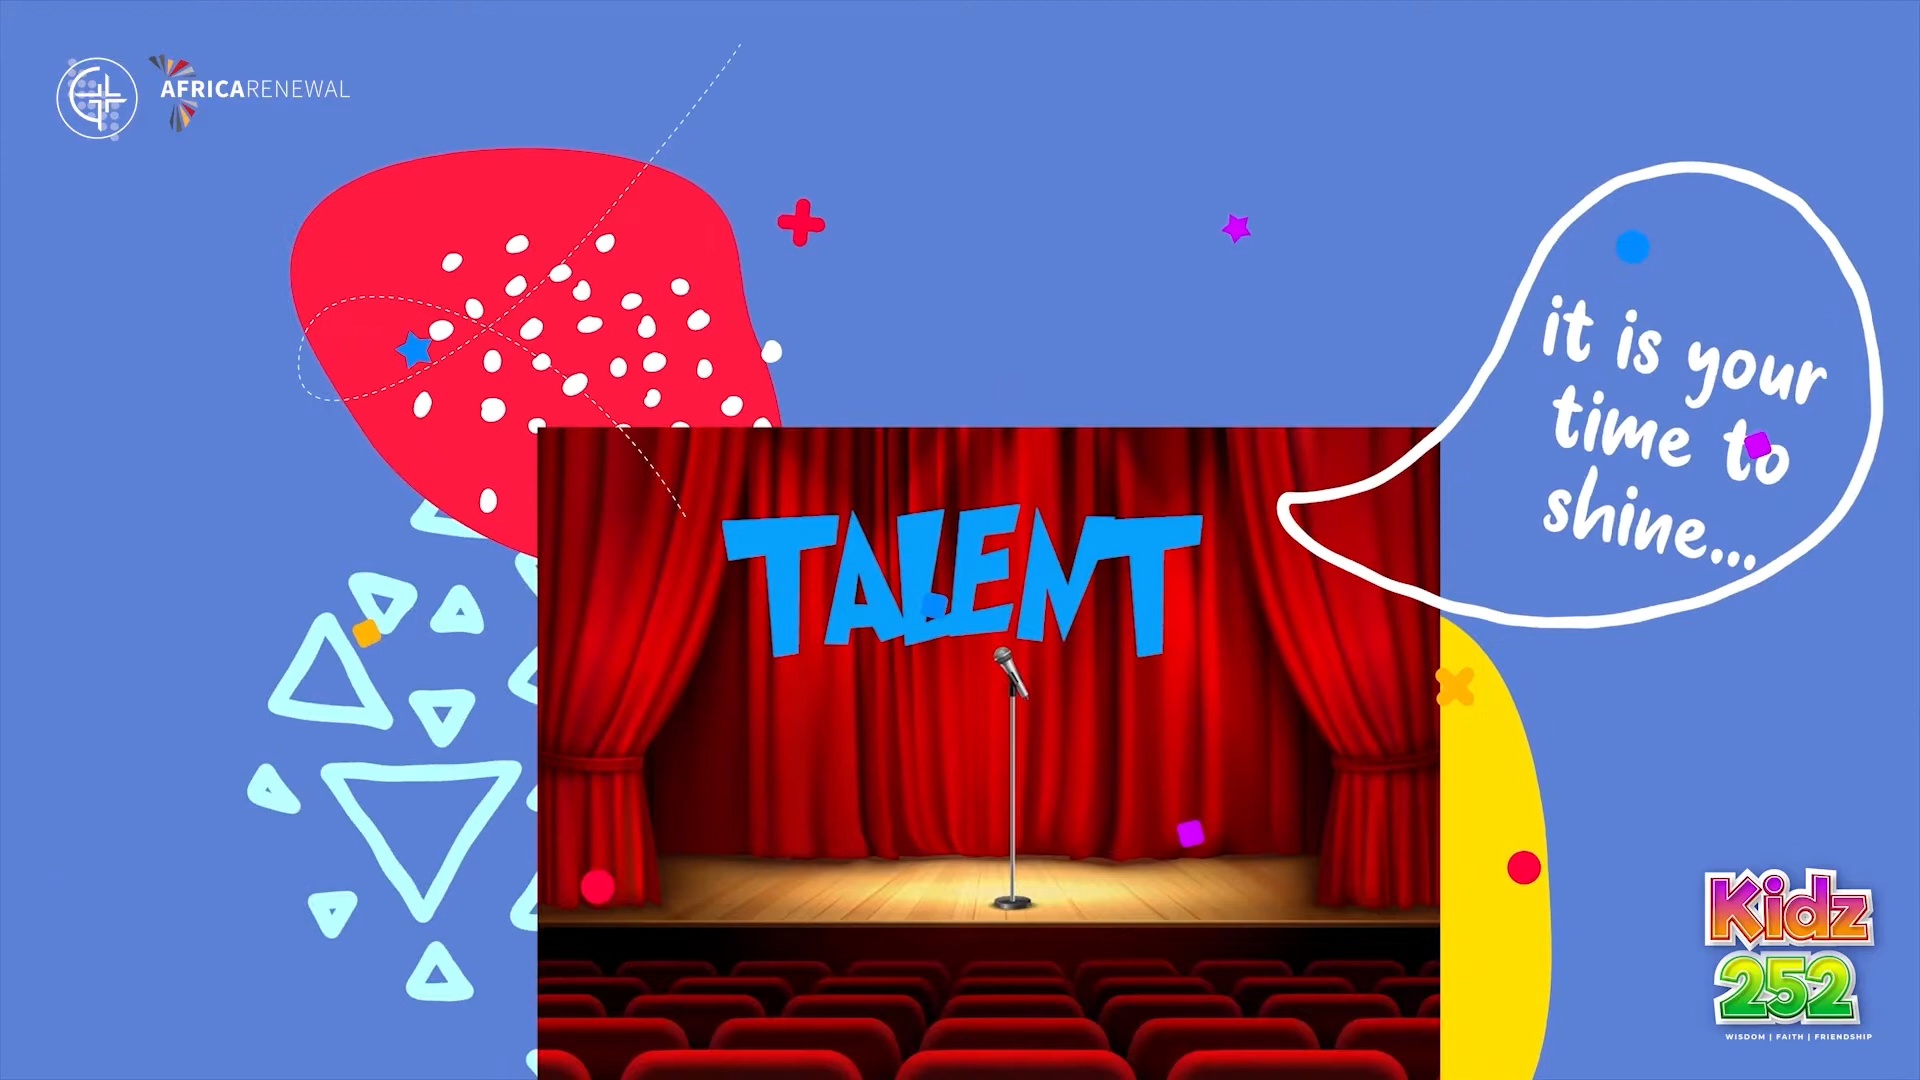 AFRICARENEWAL
it is your
time to
shine...
TALENT
Kidz
252
WISDOM | FAITH | FRIENDSHIP